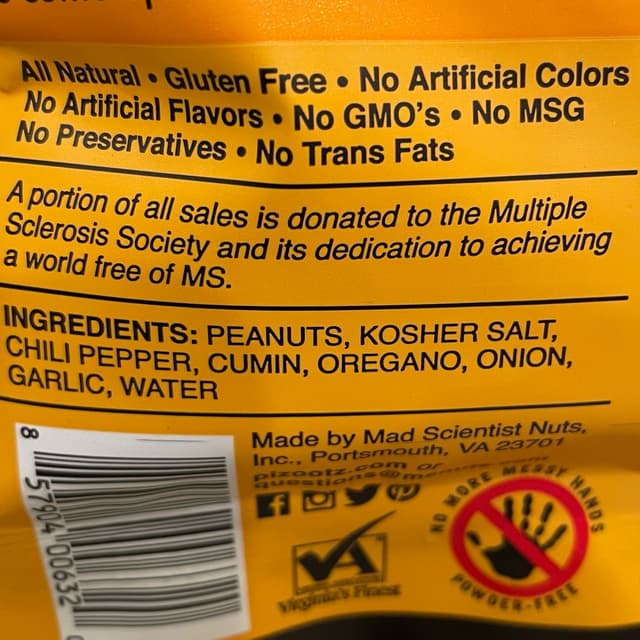 All Natural • Gluten Free • No Artificial Colors
No Artificial Flavors • No GMO's • No MSG
No Preservatives • No Trans Fats
A portion of all sales is donated to the Multiple
Sclerosis Society and its dedication to achieving
a world free of MS.
INGREDIENTS: PEANUTS, KOSHER SALT,
CHILI PEPPER, CUMIN, OREGANO, ONION,
GARLIC, WATER
Made by Mad Scientist Nuts,
Inc., Portsmouth, VA 23701
pizootz.com or
NO MORE MESSY HANDS
POWDER-FREE
Virginia's Finest
8 57904 00632